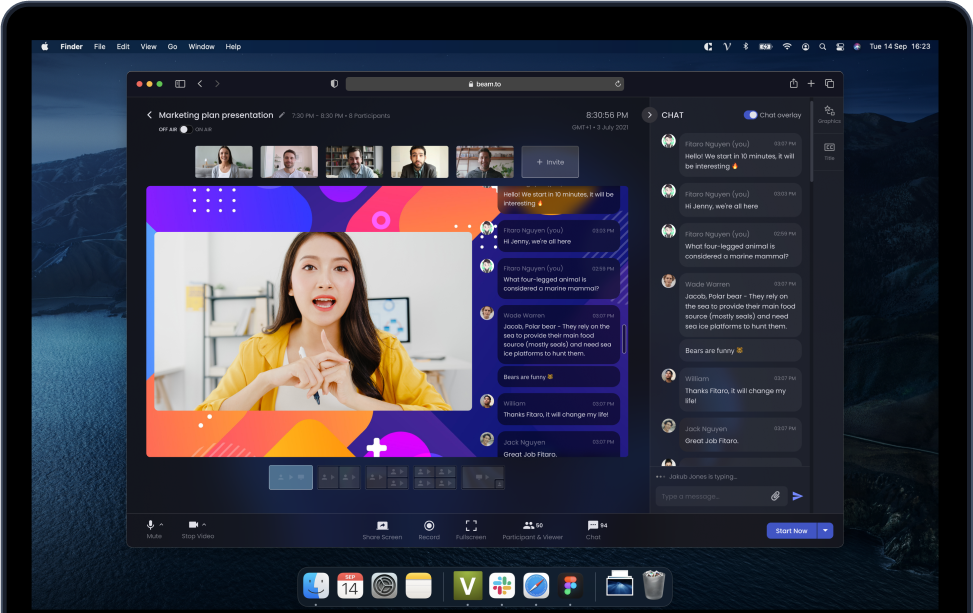 Finder File Edit View Go Window Help
Tue 14 Sep 16:23
beam.to
Marketing plan presentation 7:30 PM - 8:30 PM • 8 Participants
8:30:56 PM
GMT+1 • 3 July 2021
OFF AIR ON AIR
+ Invite
Hello! We start in 10 minutes, it will be
interesting 🔥
Fitaro Nguyen (you) 03:03 PM
Hi Jenny, we're all here
Fitaro Nguyen (you) 02:59 PM
What four-legged animal is
considered a marine mammal?
Wade Warren 03:07 PM
Jacob, Polar bear - They rely on the
sea to provide their main food
source (mostly seals) and need sea
ice platforms to hunt them.
Bears are funny 🐻
William 03:07 PM
Thanks Fitaro, it will change my life!
Jack Nguyen 03:07 PM
Great Job Fitaro.
CHAT
Chat overlay
Fitaro Nguyen (you) 03:07 PM
Hello! We start in 10 minutes, it will
be interesting 🔥
Fitaro Nguyen (you) 03:03 PM
Hi Jenny, we're all here
Fitaro Nguyen (you) 02:59 PM
What four-legged animal is
considered a marine mammal?
Wade Warren 03:07 PM
Jacob, Polar bear - They rely on
the sea to provide their main food
source (mostly seals) and need
sea ice platforms to hunt them.
Bears are funny 🐻
William 03:07 PM
Thanks Fitaro, it will change my
life!
Jack Nguyen 03:07 PM
Great Job Fitaro.
Jakub Jones is typing...
Type a message...
Graphics
Title
Mute
Stop Video
Share Screen
Record
Fullscreen
50
Participant & Viewer
94
Chat
Start Now
SEP
14
V